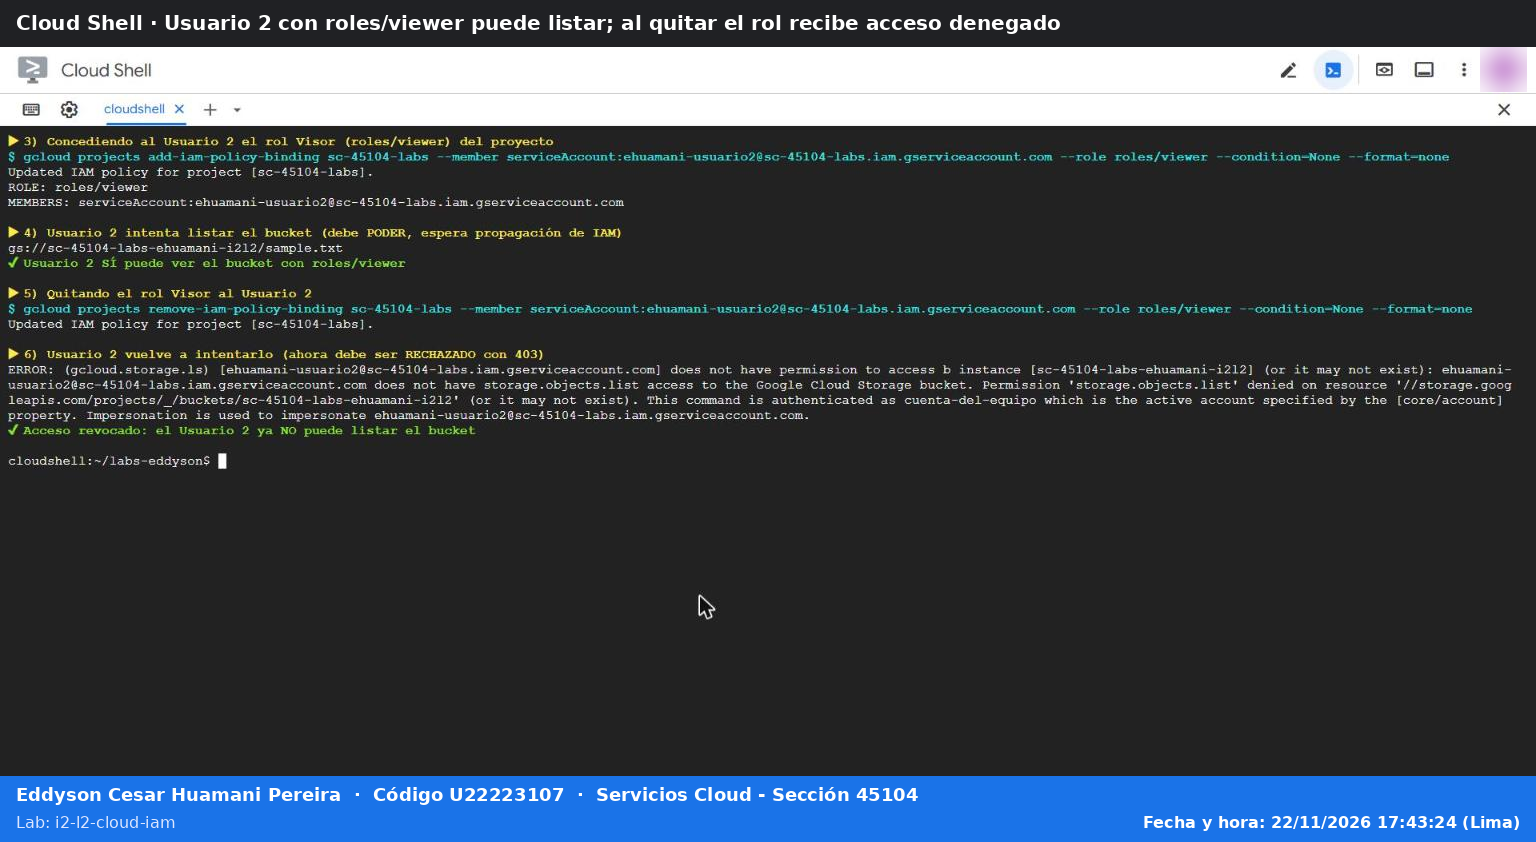 Cloud Shell · Usuario 2 con roles/viewer puede listar; al quitar el rol recibe acceso denegado
Cloud Shell
cloudshell
▶ 3) Concediendo al Usuario 2 el rol Visor (roles/viewer) del proyecto
$ gcloud projects add-iam-policy-binding sc-45104-labs --member serviceAccount:ehuamani-usuario2@sc-45104-labs.iam.gserviceaccount.com --role roles/viewer --condition=None --format=none
Updated IAM policy for project [sc-45104-labs].
ROLE: roles/viewer
MEMBERS: serviceAccount:ehuamani-usuario2@sc-45104-labs.iam.gserviceaccount.com
▶ 4) Usuario 2 intenta listar el bucket (debe PODER, espera propagación de IAM)
gs://sc-45104-labs-ehuamani-i2l2/sample.txt
✔ Usuario 2 SÍ puede ver el bucket con roles/viewer
▶ 5) Quitando el rol Visor al Usuario 2
$ gcloud projects remove-iam-policy-binding sc-45104-labs --member serviceAccount:ehuamani-usuario2@sc-45104-labs.iam.gserviceaccount.com --role roles/viewer --condition=None --format=none
Updated IAM policy for project [sc-45104-labs].
▶ 6) Usuario 2 vuelve a intentarlo (ahora debe ser RECHAZADO con 403)
ERROR: (gcloud.storage.ls) [ehuamani-usuario2@sc-45104-labs.iam.gserviceaccount.com] does not have permission to access b instance [sc-45104-labs-ehuamani-i2l2] (or it may not exist): ehuamani-
usuario2@sc-45104-labs.iam.gserviceaccount.com does not have storage.objects.list access to the Google Cloud Storage bucket. Permission 'storage.objects.list' denied on resource '//storage.goog
leapis.com/projects/_/buckets/sc-45104-labs-ehuamani-i2l2' (or it may not exist). This command is authenticated as cuenta-del-equipo which is the active account specified by the [core/account]
property. Impersonation is used to impersonate ehuamani-usuario2@sc-45104-labs.iam.gserviceaccount.com.
✔ Acceso revocado: el Usuario 2 ya NO puede listar el bucket
cloudshell:~/labs-eddyson$
Eddyson Cesar Huamani Pereira · Código U22223107 · Servicios Cloud - Sección 45104
Lab: i2-l2-cloud-iam
Fecha y hora: 22/11/2026 17:43:24 (Lima)